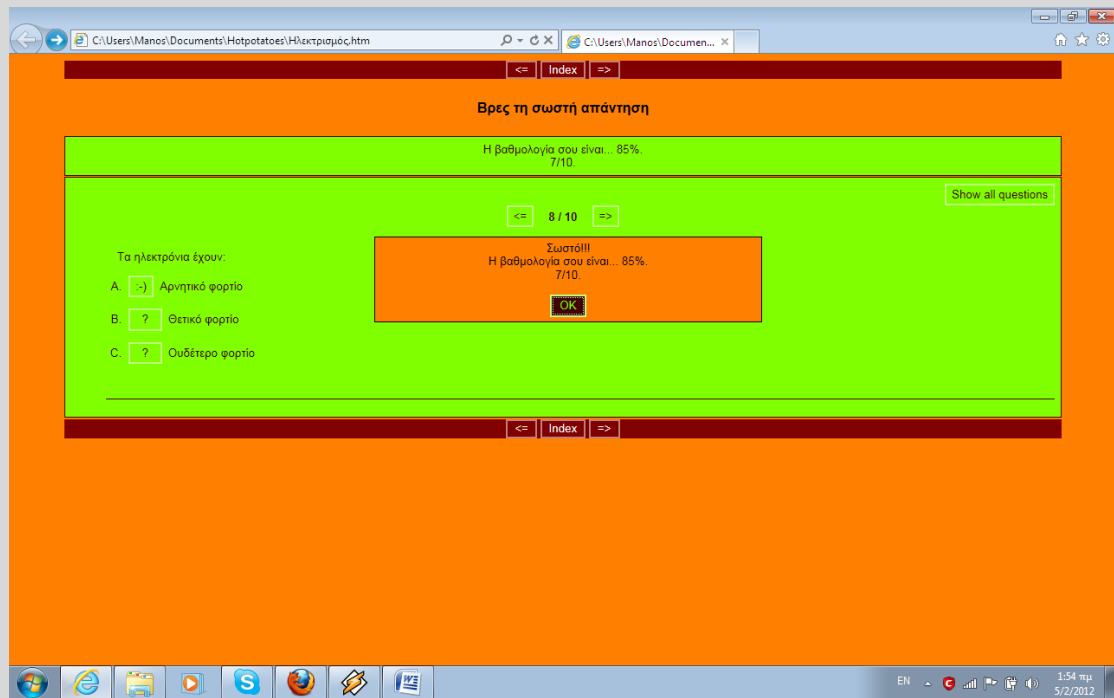 C:\Users\Manos\Documents\Hotpotatoes\Ηλεκτρισμός.htm
C:\Users\Manos\Documen...
<= Index =>
Βρες τη σωστή απάντηση
Η βαθμολογία σου είναι... 85%.
7/10.
Show all questions
<= 8 / 10 =>
Σωστό!!!
Η βαθμολογία σου είναι... 85%.
7/10.
OK
Τα ηλεκτρόνια έχουν:
A. :-) Αρνητικό φορτίο
B. ? Θετικό φορτίο
C. ? Ουδέτερο φορτίο
<= Index =>
EN
1:54 πμ
5/2/2012